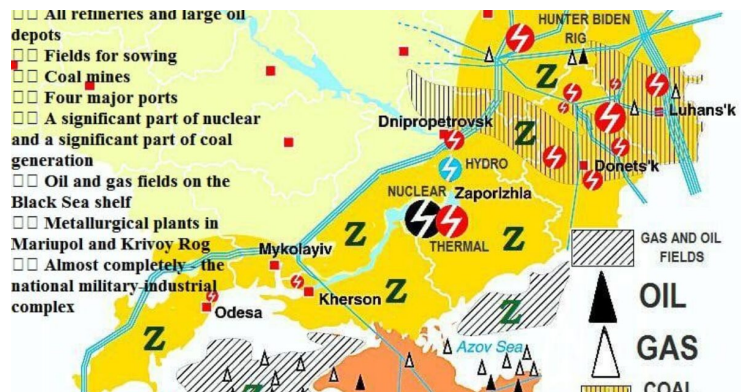 □□ All refineries and large oil
depots
□□ Fields for sowing
□□ Coal mines
□□ Four major ports
□□ A significant part of nuclear
and a significant part of coal
generation
□□ Oil and gas fields on the
Black Sea shelf
□□ Metallurgical plants in
Mariupol and Krivoy Rog
□□ Almost completely - the
national military-industrial
complex
HUNTER BIDEN
RIG
Z
Luhans'k
Dnipropetrovsk
Z
Donets'k
HYDRO
NUCLEAR
Zaporizhia
THERMAL
Z
Z
Mykolayiv
Kherson
Z
Odesa
Z
Z
Z
Azov Sea
GAS AND OIL
FIELDS
OIL
GAS
COAL